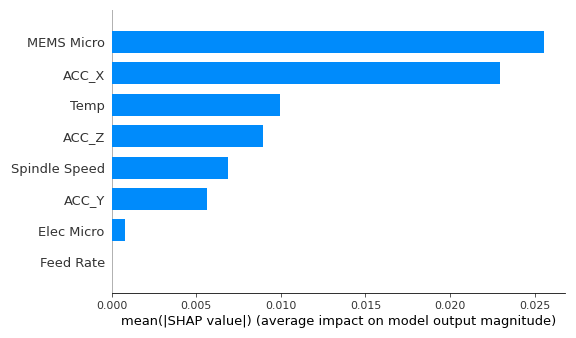 MEMS Micro
ACC_X
Temp
ACC_Z
Spindle Speed
ACC_Y
Elec Micro
Feed Rate
0.000 0.005 0.010 0.015 0.020 0.025
mean(|SHAP value|) (average impact on model output magnitude)